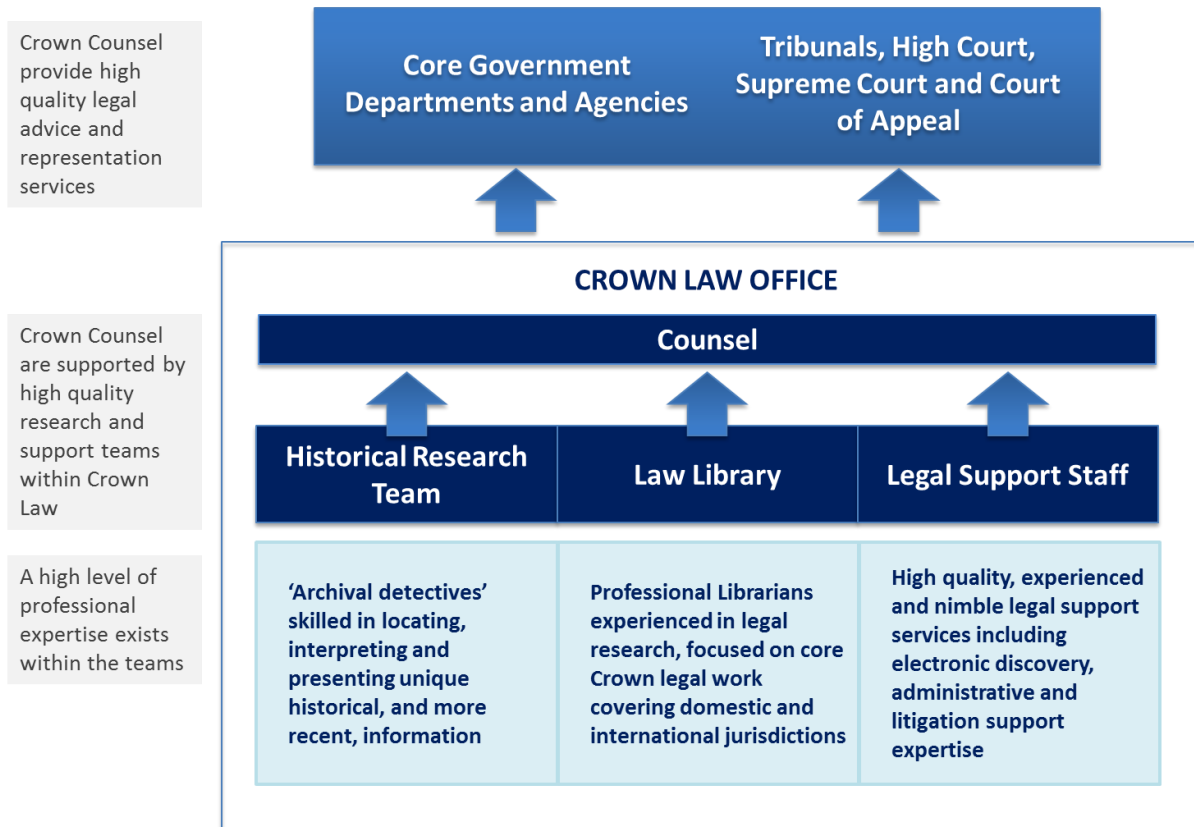 Crown Counsel
provide high
quality legal
advice and
representation
services
Core Government
Departments and Agencies
Tribunals, High Court,
Supreme Court and Court
of Appeal
CROWN LAW OFFICE
Crown Counsel
are supported by
high quality
research and
support teams
within Crown
Law
Counsel
Historical Research
Team
Law Library
Legal Support Staff
A high level of
professional
expertise exists
within the teams
‘Archival detectives’
skilled in locating,
interpreting and
presenting unique
historical, and more
recent, information
Professional Librarians
experienced in legal
research, focused on core
Crown legal work
covering domestic and
international jurisdictions
High quality, experienced
and nimble legal support
services including
electronic discovery,
administrative and
litigation support
expertise